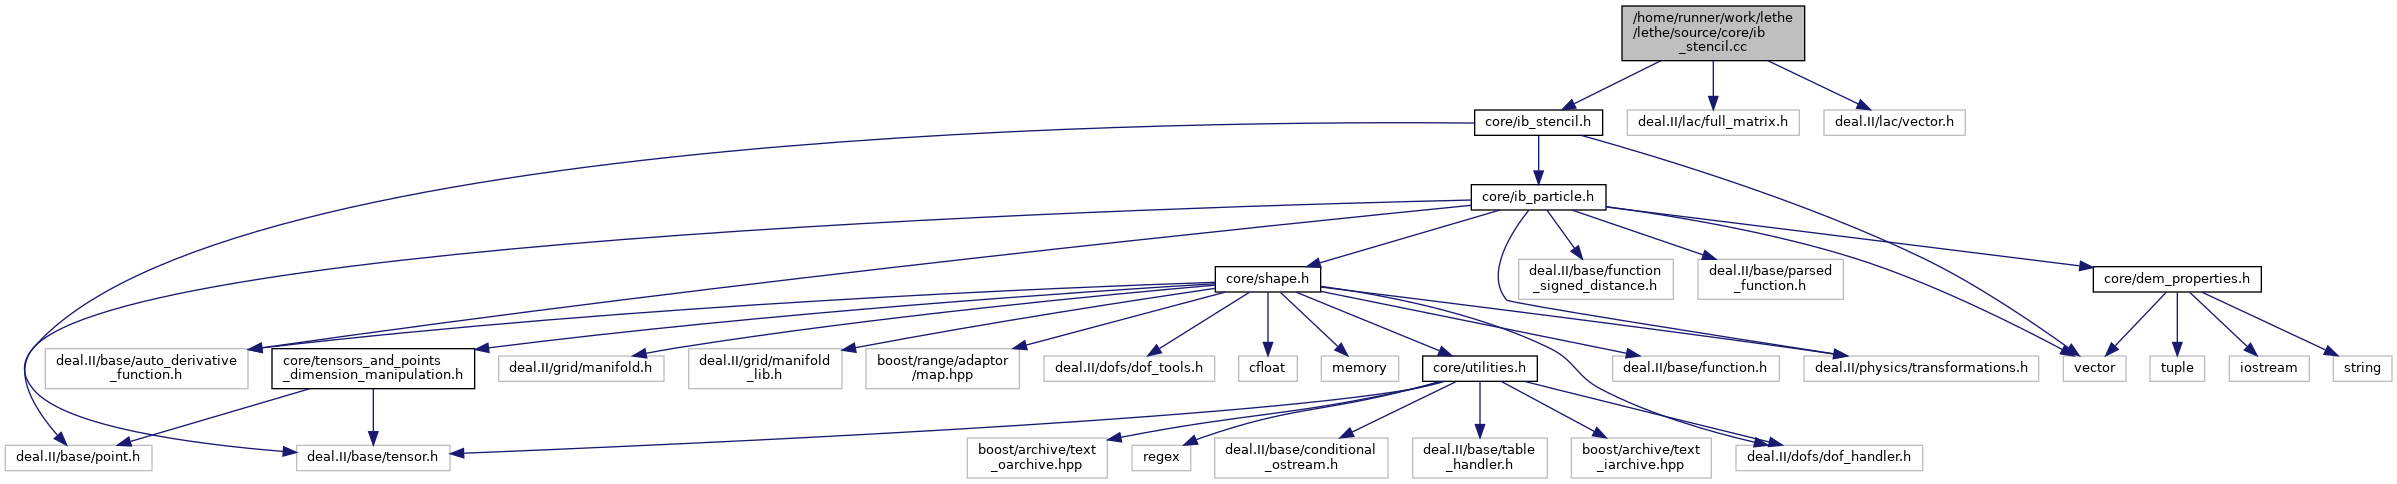 /home/runner/work/lethe
/lethe/source/core/ib
_stencil.cc
core/ib_stencil.h
deal.II/lac/full_matrix.h
deal.II/lac/vector.h
core/ib_particle.h
core/shape.h
deal.II/base/function
_signed_distance.h
deal.II/base/parsed
_function.h
core/dem_properties.h
deal.II/base/auto_derivative
_function.h
core/tensors_and_points
_dimension_manipulation.h
deal.II/grid/manifold.h
deal.II/grid/manifold
_lib.h
boost/range/adaptor
/map.hpp
deal.II/dofs/dof_tools.h
cfloat
memory
core/utilities.h
deal.II/base/function.h
deal.II/physics/transformations.h
vector
tuple
iostream
string
deal.II/base/point.h
deal.II/base/tensor.h
boost/archive/text
_oarchive.hpp
regex
deal.II/base/conditional
_ostream.h
deal.II/base/table
_handler.h
boost/archive/text
_iarchive.hpp
deal.II/dofs/dof_handler.h